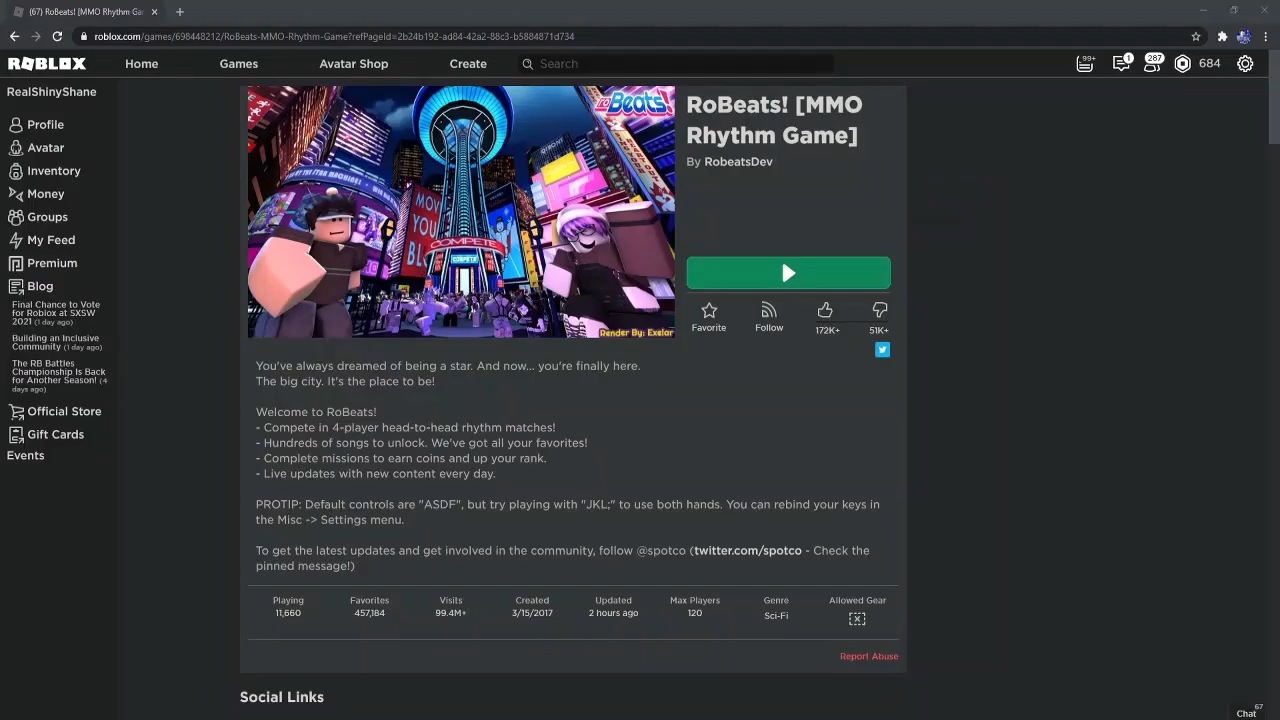 (67) RoBeats! [MMO Rhythm Gar
roblox.com/games/698448212/RoBeats-MMO-Rhythm-Game?refPageId=2b24b192-ad84-42a2-88c3-b5884871d734
ROBLOX Home Games Avatar Shop Create Search 99+ 1 287 684
RealShinyShane
Profile
Avatar
Inventory
Money
Groups
My Feed
Premium
Blog
Final Chance to Vote
for Roblox at SXSW
2021 (1 day ago)
Building an Inclusive
Community (1 day ago)
The RB Battles
Championship Is Back
for Another Season! (4
days ago)
Official Store
Gift Cards
Events
roBeats!
COMPETE
COMPETE
Render By: Exelar
RoBeats! [MMO
Rhythm Game]
By RobeatsDev
Favorite Follow 172K+ 51K+
You've always dreamed of being a star. And now... you're finally here.
The big city. It's the place to be!
Welcome to RoBeats!
- Compete in 4-player head-to-head rhythm matches!
- Hundreds of songs to unlock. We've got all your favorites!
- Complete missions to earn coins and up your rank.
- Live updates with new content every day.
PROTIP: Default controls are "ASDF", but try playing with "JKL;" to use both hands. You can rebind your keys in
the Misc -> Settings menu.
To get the latest updates and get involved in the community, follow @spotco (twitter.com/spotco - Check the
pinned message!)
Playing Favorites Visits Created Updated Max Players Genre Allowed Gear
11,660 457,184 99.4M+ 3/15/2017 2 hours ago 120 Sci-Fi
Report Abuse
Social Links
Chat 67